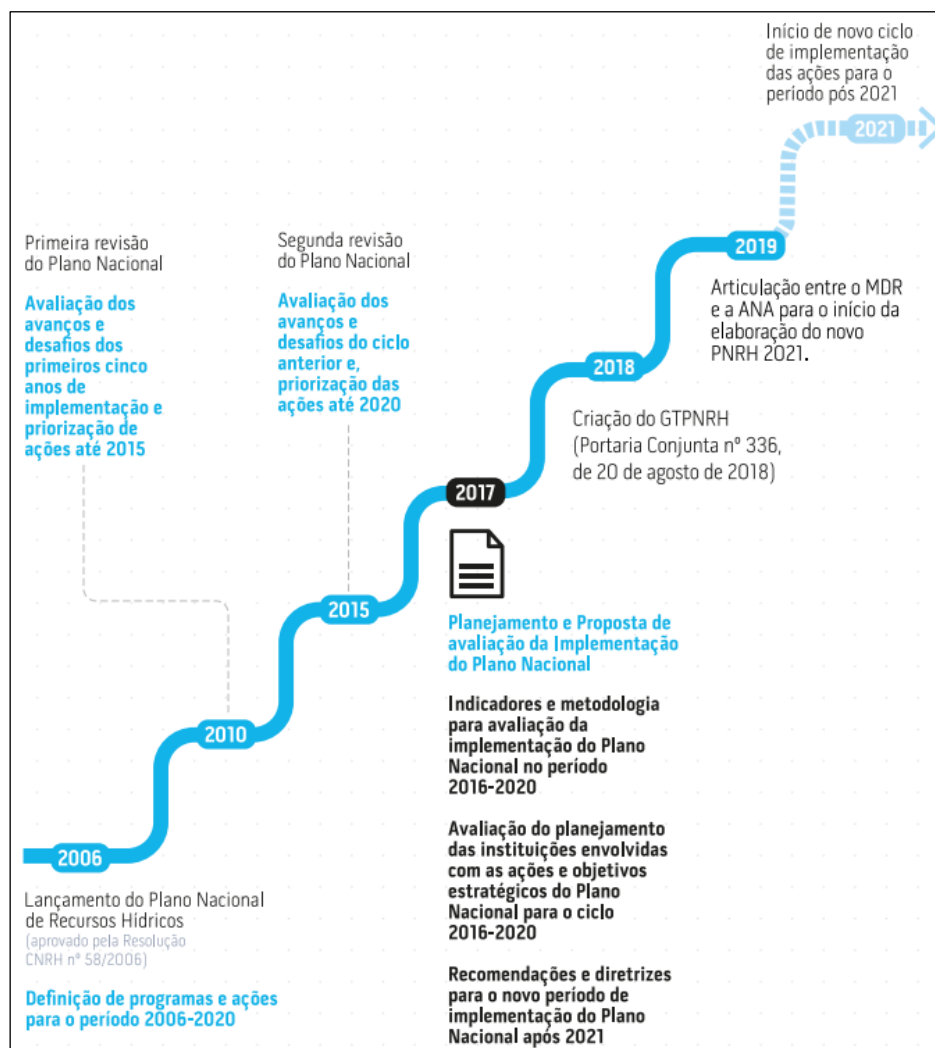 Início de novo ciclo
de implementação
das ações para o
período pós 2021
2021
Primeira revisão
do Plano Nacional
Avaliação dos
avanços e
desafios dos
primeiros cinco
anos de
implementação e
priorização de
ações até 2015
Segunda revisão
do Plano Nacional
Avaliação dos
avanços e
desafios do ciclo
anterior e,
priorização das
ações até 2020
2019
Articulação entre o MDR
e a ANA para o início da
elaboração do novo
PNRH 2021.
2018
Criação do GTPNRH
(Portaria Conjunta nº 336,
de 20 de agosto de 2018)
2017
Planejamento e Proposta de
avaliação da Implementação
do Plano Nacional
Indicadores e metodologia
para avaliação da
implementação do Plano
Nacional no período
2016-2020
Avaliação do planejamento
das instituições envolvidas
com as ações e objetivos
estratégicos do Plano
Nacional para o ciclo
2016-2020
Recomendações e diretrizes
para o novo período de
implementação do Plano
Nacional após 2021
2015
2010
2006
Lançamento do Plano Nacional
de Recursos Hídricos
(aprovado pela Resolução
CNRH nº 58/2006)
Definição de programas e ações
para o período 2006-2020